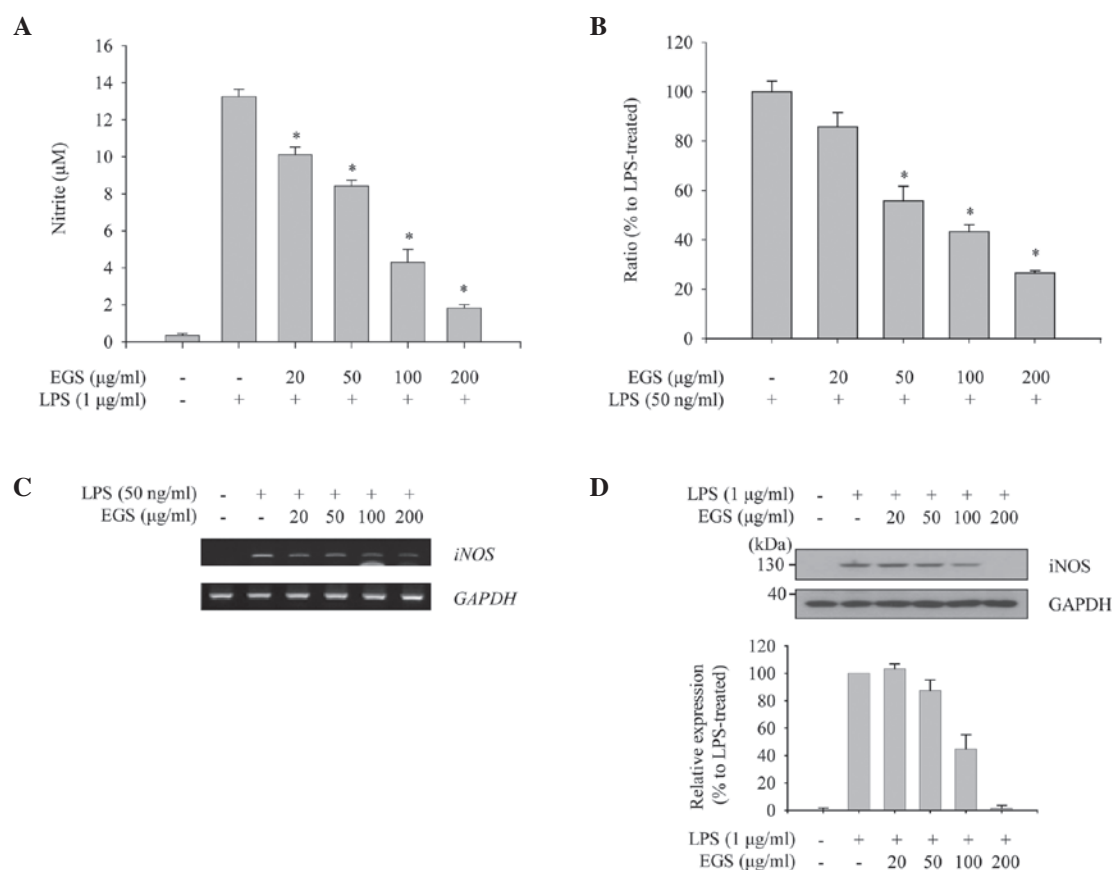 A
16
14
12
10
8
6
4
2
0
Nitrite (µM)
* * * *
EGS (µg/ml) - - 20 50 100 200
LPS (1 µg/ml) - + + + + +
B
120
100
80
60
40
20
0
Ratio (% to LPS-treated)
* * *
EGS (µg/ml) - 20 50 100 200
LPS (50 ng/ml) + + + + +
C
LPS (50 ng/ml) - + + + + +
EGS (µg/ml) - - 20 50 100 200
iNOS
GAPDH
D
LPS (1 µg/ml) - + + + + +
EGS (µg/ml) - - 20 50 100 200
(kDa)
130 iNOS
40
GAPDH
120
100
80
60
40
20
0
Relative expression
(% to LPS-treated)
LPS (1 µg/ml) - + + + + +
EGS (µg/ml) - - 20 50 100 200